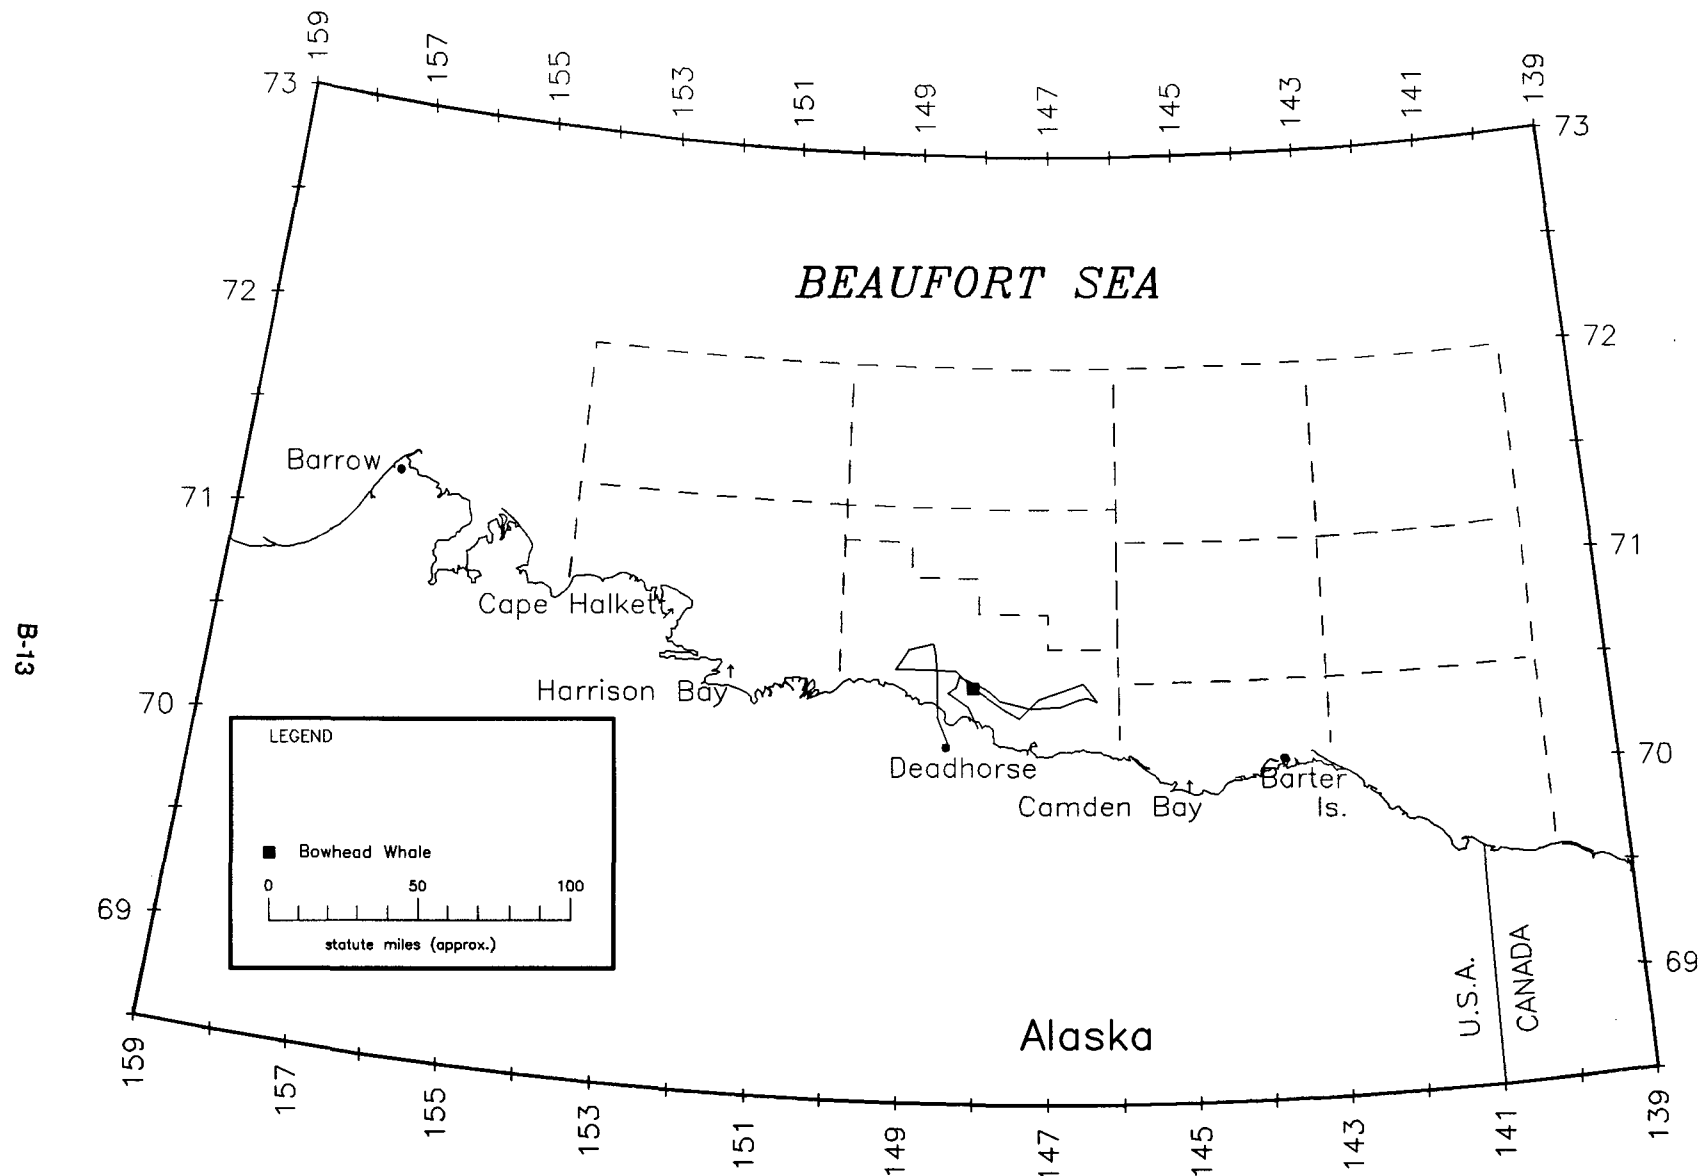 159
157
155
153
151
149
147
145
143
141
139
73
73
BEAUFORT SEA
72
72
Barrow
71
71
Cape Halkett
B-13
Harrison Bay
70
70
LEGEND
Deadhorse
Barter
Is.
Camden Bay
Bowhead Whale
0 50 100
statute miles (approx.)
69
69
U.S.A.
CANADA
Alaska
159
157
155
153
151
149
147
145
143
141
139